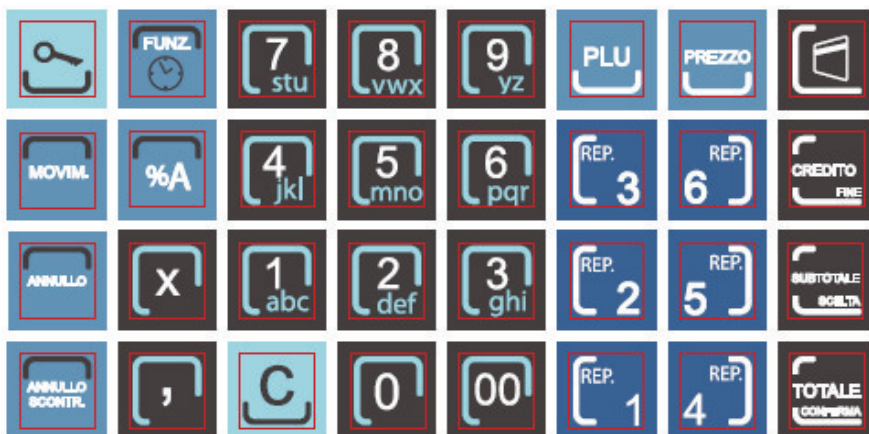 FUNZ.
7
stu
8
vwx
9
yz
PLU
PREZZO
MOVIM.
%A
4
jkl
5
mno
6
pqr
REP.
3
REP.
6
CREDITO
FINE
ANNULLO
X
1
abc
2
def
3
ghi
REP.
2
REP.
5
SUBTOTALE
SCELTA
ANNULLO
SCONTR.
,
C
0
00
REP.
1
REP.
4
TOTALE
CONFERMA